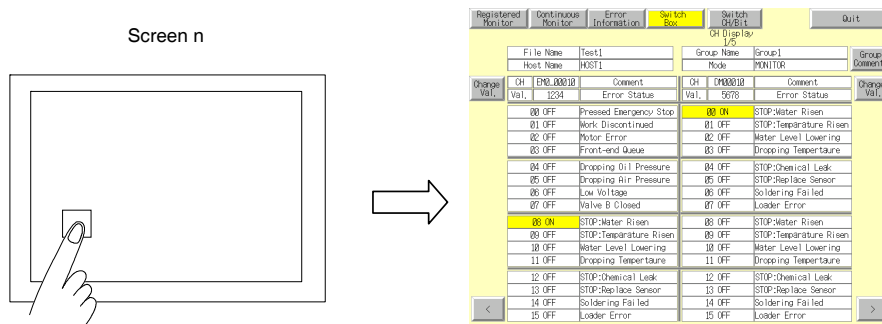 Screen n
Registered Monitor
Continuous Monitor
Error Information
Switch Box
Switch CH/Bit
Quit
CH Display
1/5
File Name Test1 Group Name Group1
Host Name HOST1 Mode MONITOR
Group Comment
Change Val.
CH EM0_00010 Comment CH DM00010 Comment
Val. 1234 Error Status Val. 5678 Error Status
Change Val.
00 OFF Pressed Emergency Stop 00 ON STOP:Water Risen
01 OFF Work Discontinued 01 OFF STOP:Temparature Risen
02 OFF Motor Error 02 OFF Water Level Lowering
03 OFF Front-end Queue 03 OFF Dropping Tempertaure
04 OFF Dropping Oil Pressure 04 OFF STOP:Chemical Leak
05 OFF Dropping Air Pressure 05 OFF STOP:Replace Sensor
06 OFF Low Voltage 06 OFF Soldering Failed
07 OFF Valve B Closed 07 OFF Loader Error
08 ON STOP:Water Risen 08 OFF STOP:Water Risen
09 OFF STOP:Temparature Risen 09 OFF STOP:Temparature Risen
10 OFF Water Level Lowering 10 OFF Water Level Lowering
11 OFF Dropping Tempertaure 11 OFF Dropping Tempertaure
12 OFF STOP:Chemical Leak 12 OFF STOP:Chemical Leak
13 OFF STOP:Replace Sensor 13 OFF STOP:Replace Sensor
14 OFF Soldering Failed 14 OFF Soldering Failed
15 OFF Loader Error 15 OFF Loader Error
< >